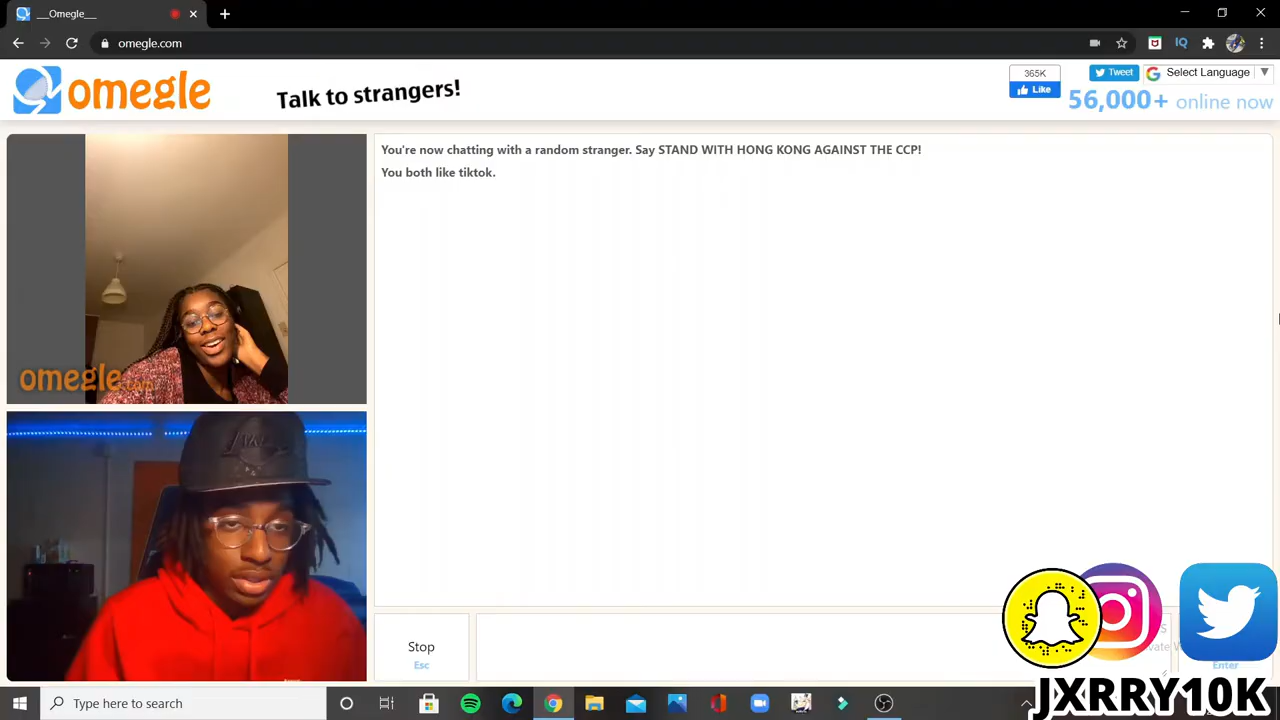 __Omegle__
omegle.com
omegle
Talk to strangers!
365K
Like
Tweet
Select Language
56,000+ online now
You're now chatting with a random stranger. Say STAND WITH HONG KONG AGAINST THE CCP!
You both like tiktok.
omegle.com
Stop
Esc
Enter
JXRRY10K
Type here to search